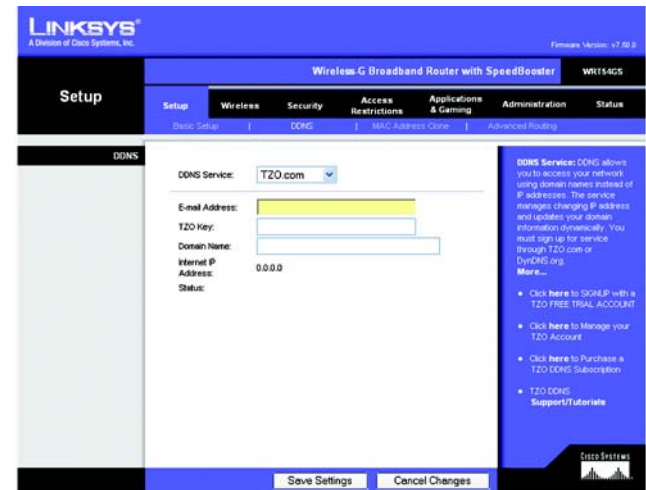 LINKSYS®
A Division of Cisco Systems, Inc.
Firmware Version: v7.50.0
Wireless-G Broadband Router with SpeedBooster WRT54GS
Setup
Setup Wireless Security Access Restrictions Applications & Gaming Administration Status
Basic Setup | DDNS | MAC Address Clone | Advanced Routing
DDNS
DDNS Service: TZO.com
E-mail Address:
TZO Key:
Domain Name:
Internet IP Address: 0.0.0.0
Status:
DDNS Service: DDNS allows
you to access your network
using domain names instead of
IP addresses. The service
manages changing IP address
and updates your domain
information dynamically. You
must sign up for service
through TZO.com or
DynDNS.org.
More...
Click here to SIGNUP with a
TZO FREE TRIAL ACCOUNT
Click here to Manage your
TZO Account
Click here to Purchase a
TZO DDNS Subscription
TZO DDNS
Support/Tutorials
Save Settings Cancel Changes
CISCO SYSTEMS